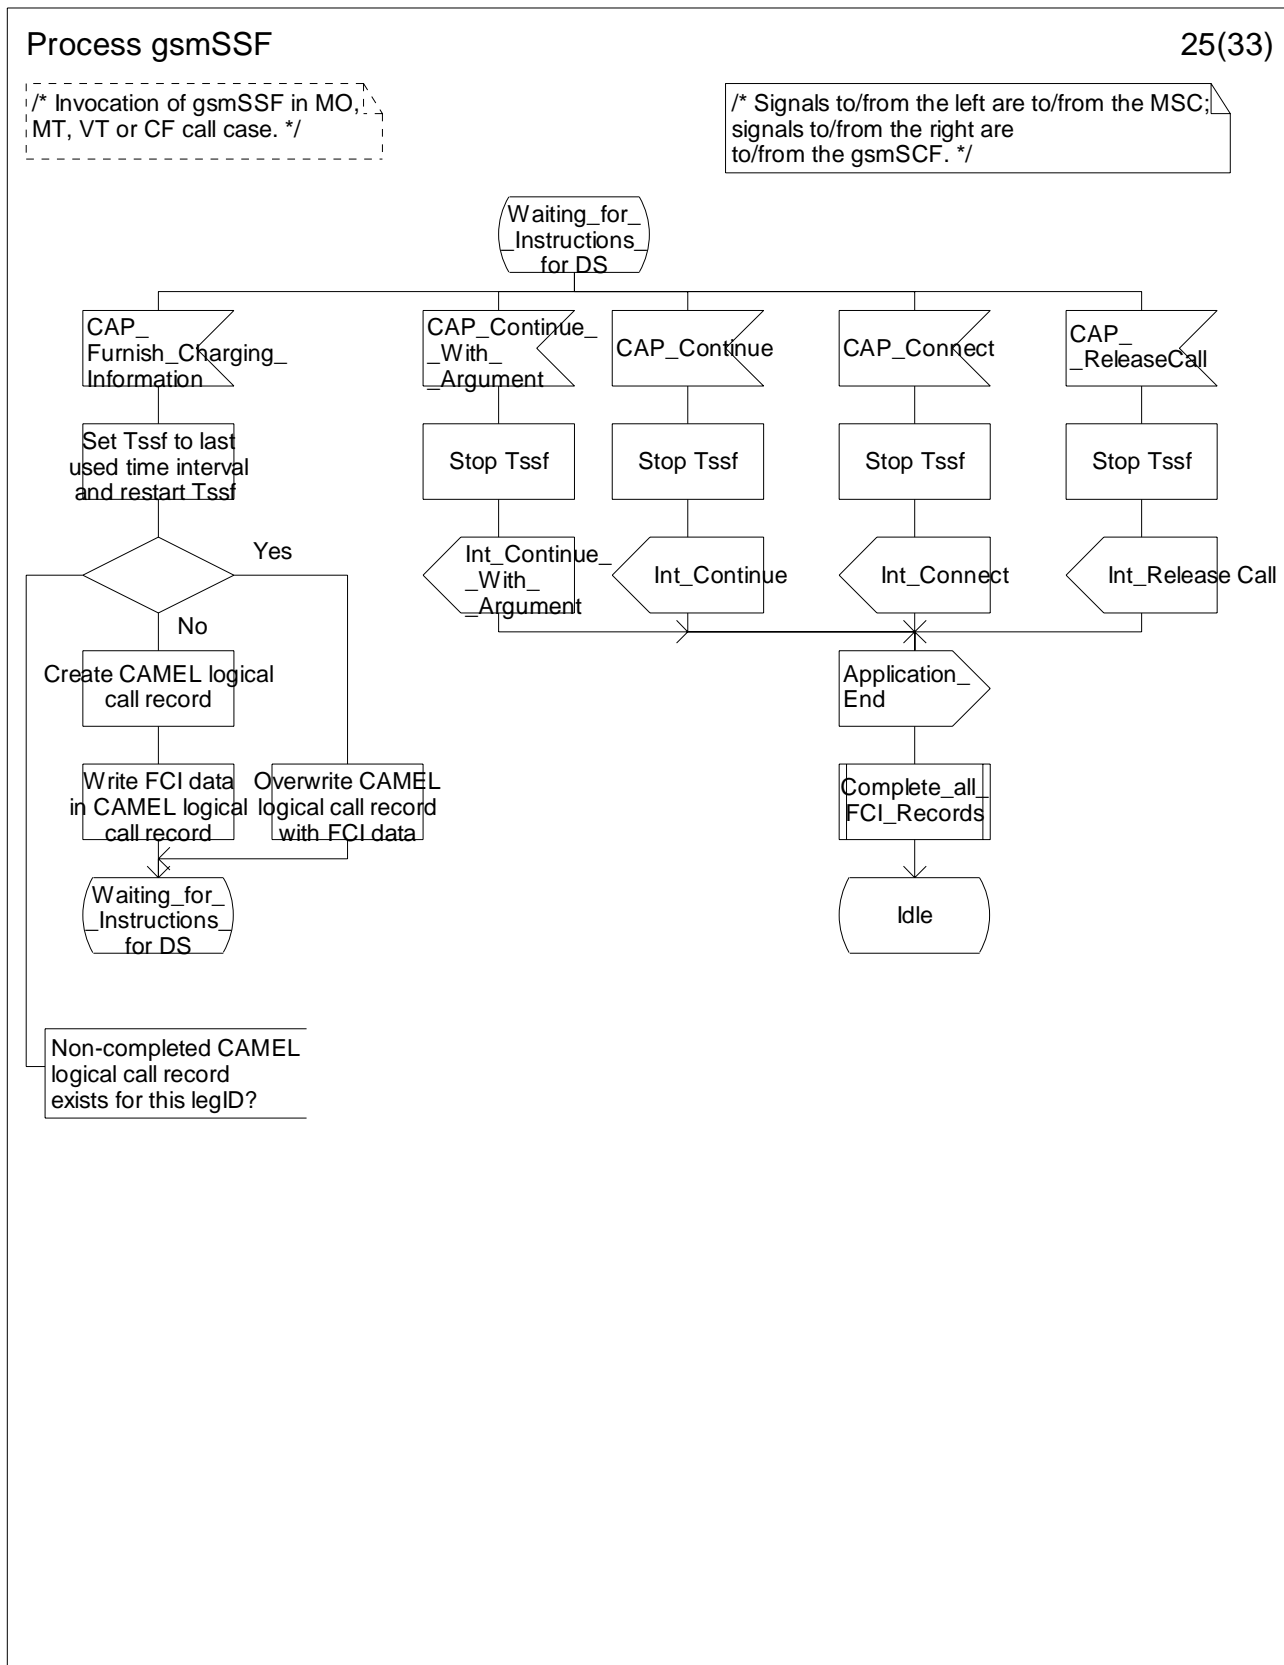 Process gsmSSF
25(33)
/* Invocation of gsmSSF in MO,
MT, VT or CF call case. */
/* Signals to/from the left are to/from the MSC;
signals to/from the right are
to/from the gsmSCF. */
Waiting_for_
_Instructions_
for DS
CAP_
Furnish_Charging_
Information
CAP_Continue_
_With_
_Argument
CAP_Continue
CAP_Connect
CAP_
_ReleaseCall
Set Tssf to last
used time interval
and restart Tssf
Stop Tssf
Stop Tssf
Stop Tssf
Stop Tssf
Yes
No
Int_Continue_
_With_
_Argument
Int_Continue
Int_Connect
Int_Release Call
Create CAMEL logical
call record
Application_
End
Write FCI data
in CAMEL logical
call record
Overwrite CAMEL
logical call record
with FCI data
Complete_all_
FCI_Records
Waiting_for_
_Instructions_
for DS
Idle
Non-completed CAMEL
logical call record
exists for this legID?